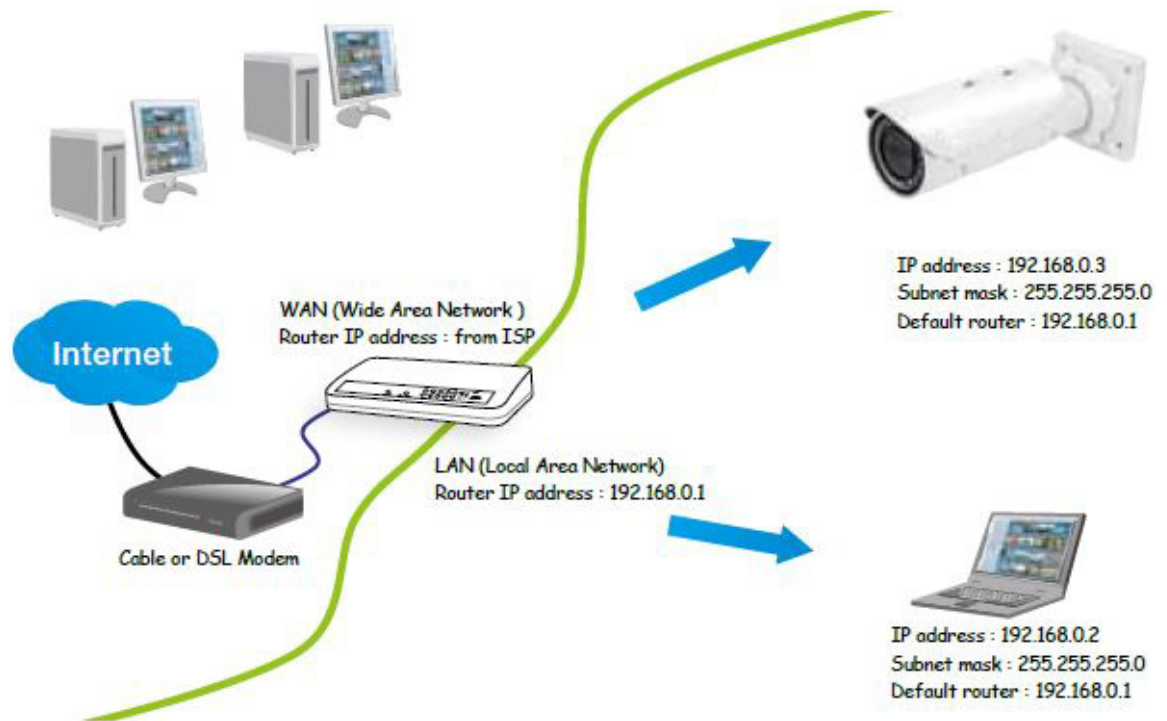 WAN (Wide Area Network )
Router IP address : from ISP
Internet
Cable or DSL Modem
LAN (Local Area Network)
Router IP address : 192.168.0.1
IP address : 192.168.0.3
Subnet mask : 255.255.255.0
Default router : 192.168.0.1
IP address : 192.168.0.2
Subnet mask : 255.255.255.0
Default router : 192.168.0.1